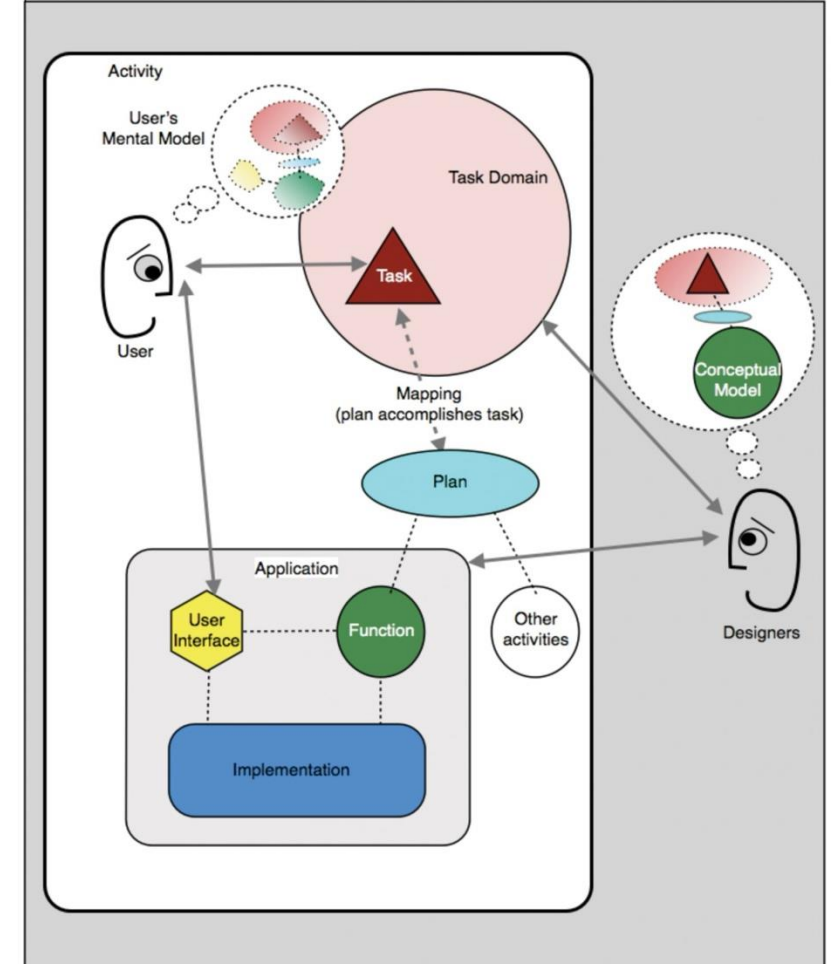 Activity
User's
Mental Model
Task Domain
Task
User
Conceptual
Model
Mapping
(plan accomplishes task)
Plan
Application
User
Interface
Function
Other
activities
Designers
Implementation